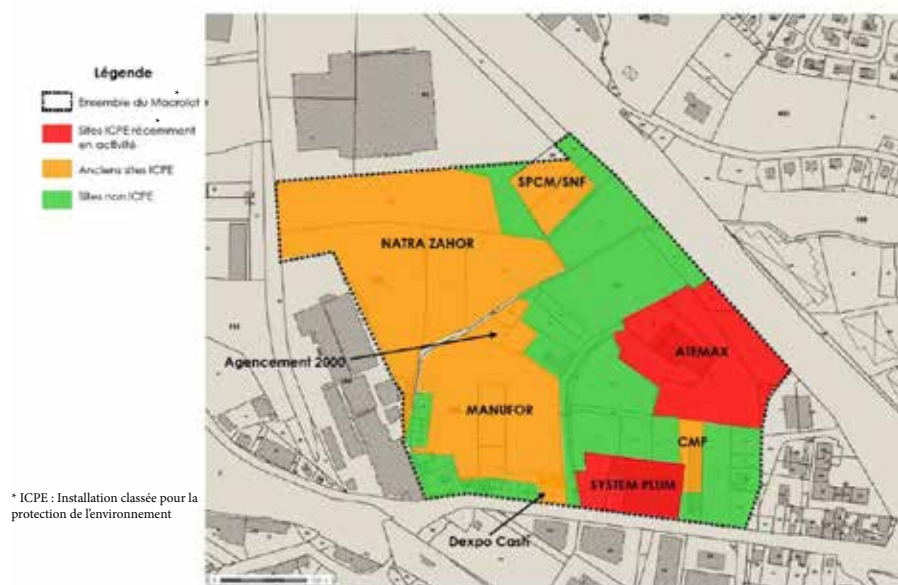 Légende
*
Ensemble du Macrolot
*
Sites ICPE récemment
en activité
Anciens sites ICPE
Sites non ICPE
SPCM/SNF
NATRA ZAHOR
Agencement 2000
ATEMAX
MANUFOR
CMP
SYSTEM PLUM
Dexpo Cash
* ICPE : Installation classée pour la
protection de l'environnement